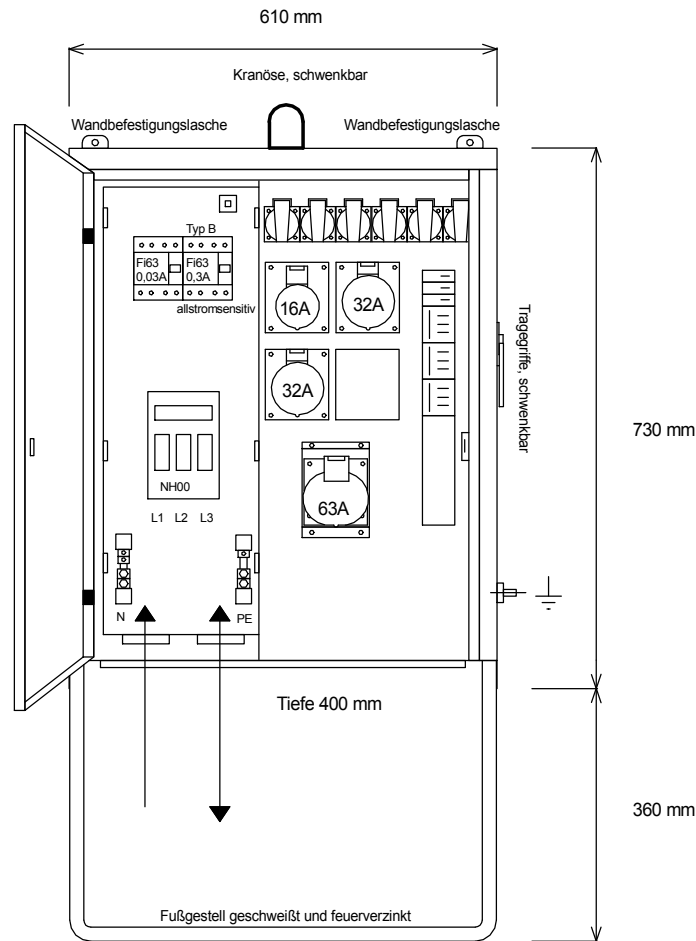 610 mm
Kranöse, schwenkbar
Wandbefestigungslasche
Wandbefestigungslasche
Typ B
Fi63
0,03A
Fi63
0,3A
allstromsensitiv
16A
32A
32A
63A
NH00
L1 L2 L3
N
PE
Tragegriffe, schwenkbar
730 mm
Tiefe 400 mm
360 mm
Fußgestell geschweißt und feuerverzinkt